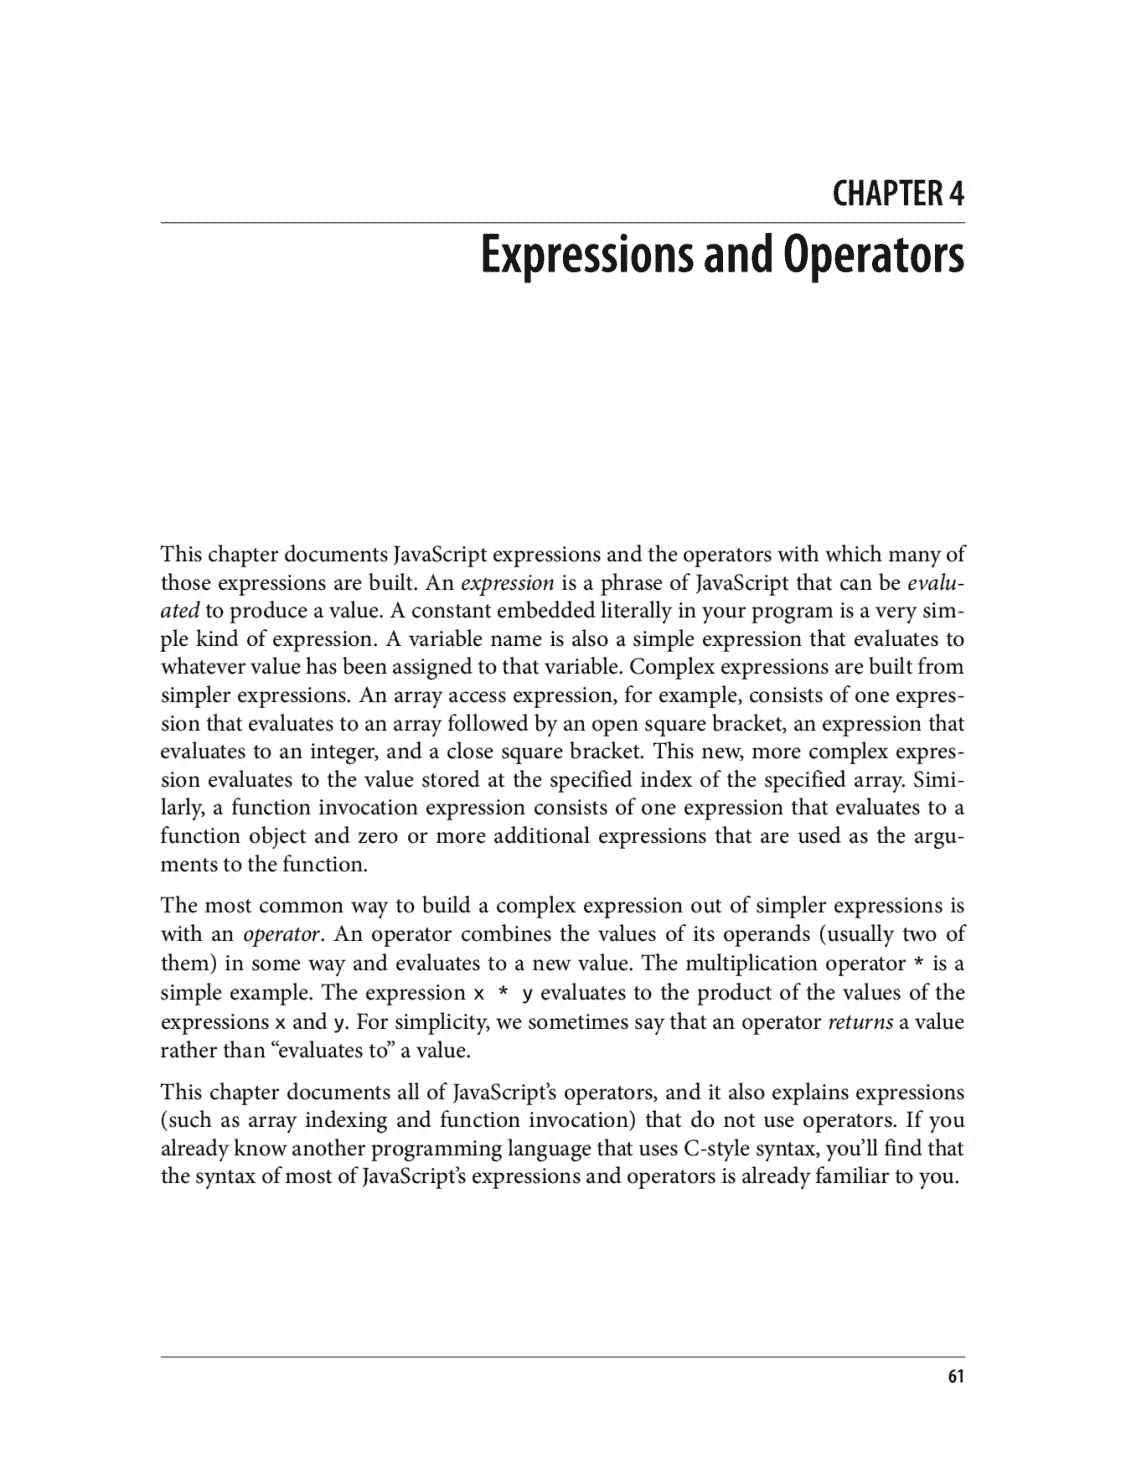 CHAPTER 4
Expressions and Operators
This chapter documents JavaScript expressions and the operators with which many of
those expressions are built. An expression is a phrase of JavaScript that can be evalu-
ated to produce a value. A constant embedded literally in your program is a very sim-
ple kind of expression. A variable name is also a simple expression that evaluates to
whatever value has been assigned to that variable. Complex expressions are built from
simpler expressions. An array access expression, for example, consists of one expres-
sion that evaluates to an array followed by an open square bracket, an expression that
evaluates to an integer, and a close square bracket. This new, more complex expres-
sion evaluates to the value stored at the specified index of the specified array. Simi-
larly, a function invocation expression consists of one expression that evaluates to a
function object and zero or more additional expressions that are used as the argu-
ments to the function.
The most common way to build a complex expression out of simpler expressions is
with an operator. An operator combines the values of its operands (usually two of
them) in some way and evaluates to a new value. The multiplication operator * is a
simple example. The expression x * y evaluates to the product of the values of the
expressions x and y. For simplicity, we sometimes say that an operator returns a value
rather than “evaluates to” a value.
This chapter documents all of JavaScript’s operators, and it also explains expressions
(such as array indexing and function invocation) that do not use operators. If you
already know another programming language that uses C-style syntax, you’ll find that
the syntax of most of JavaScript’s expressions and operators is already familiar to you.
61